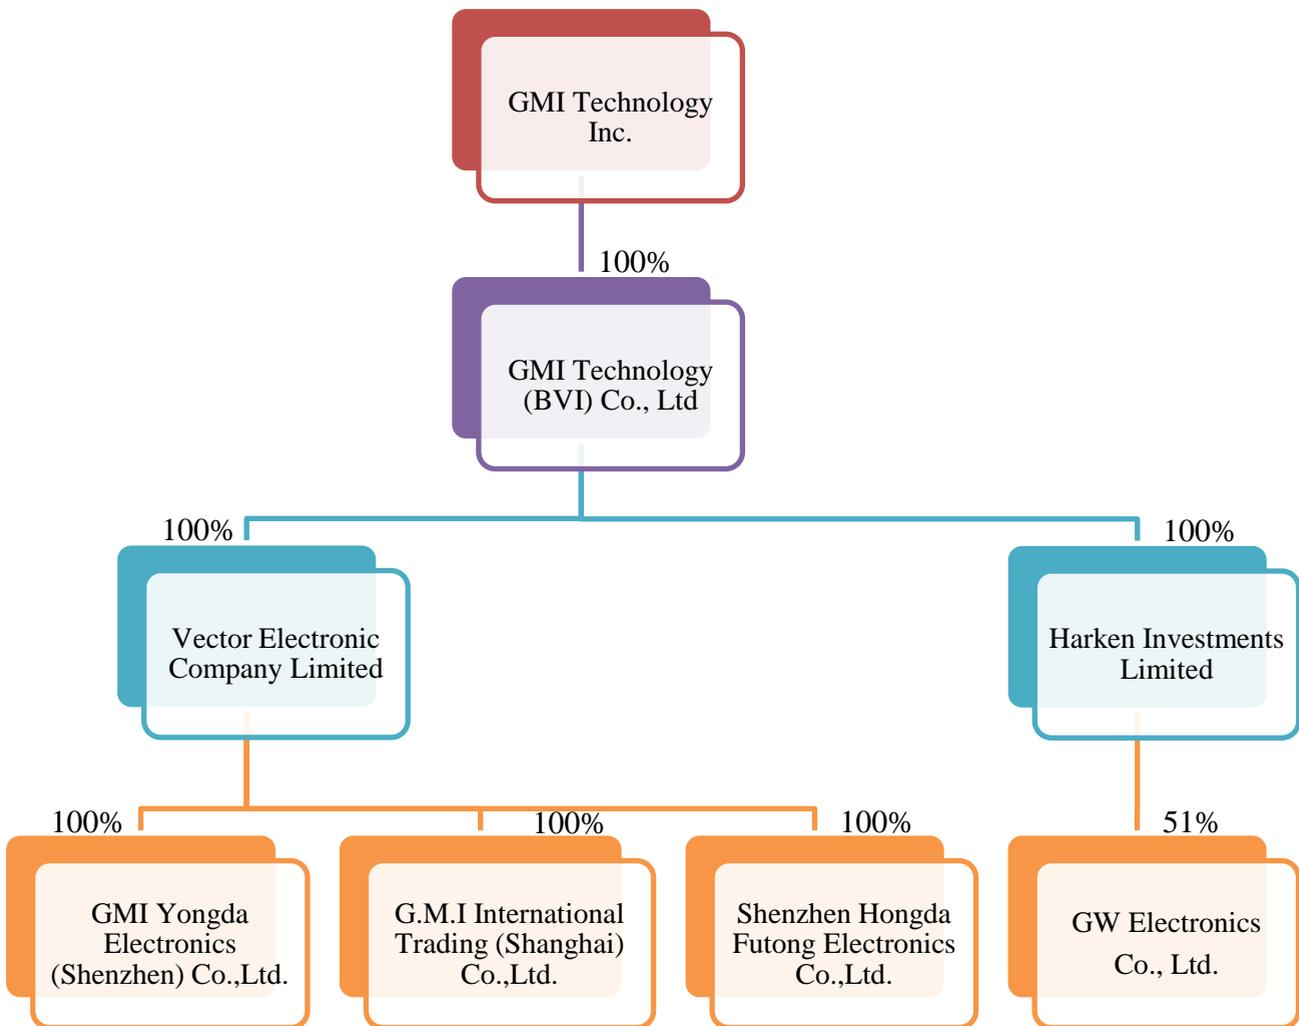 GMI Technology
Inc.
100%
GMI Technology
(BVI) Co., Ltd
100%
100%
Vector Electronic
Company Limited
Harken Investments
Limited
100%
100%
100%
51%
GMI Yongda
Electronics
(Shenzhen) Co.,Ltd.
G.M.I International
Trading (Shanghai)
Co.,Ltd.
Shenzhen Hongda
Futong Electronics
Co.,Ltd.
GW Electronics
Co., Ltd.